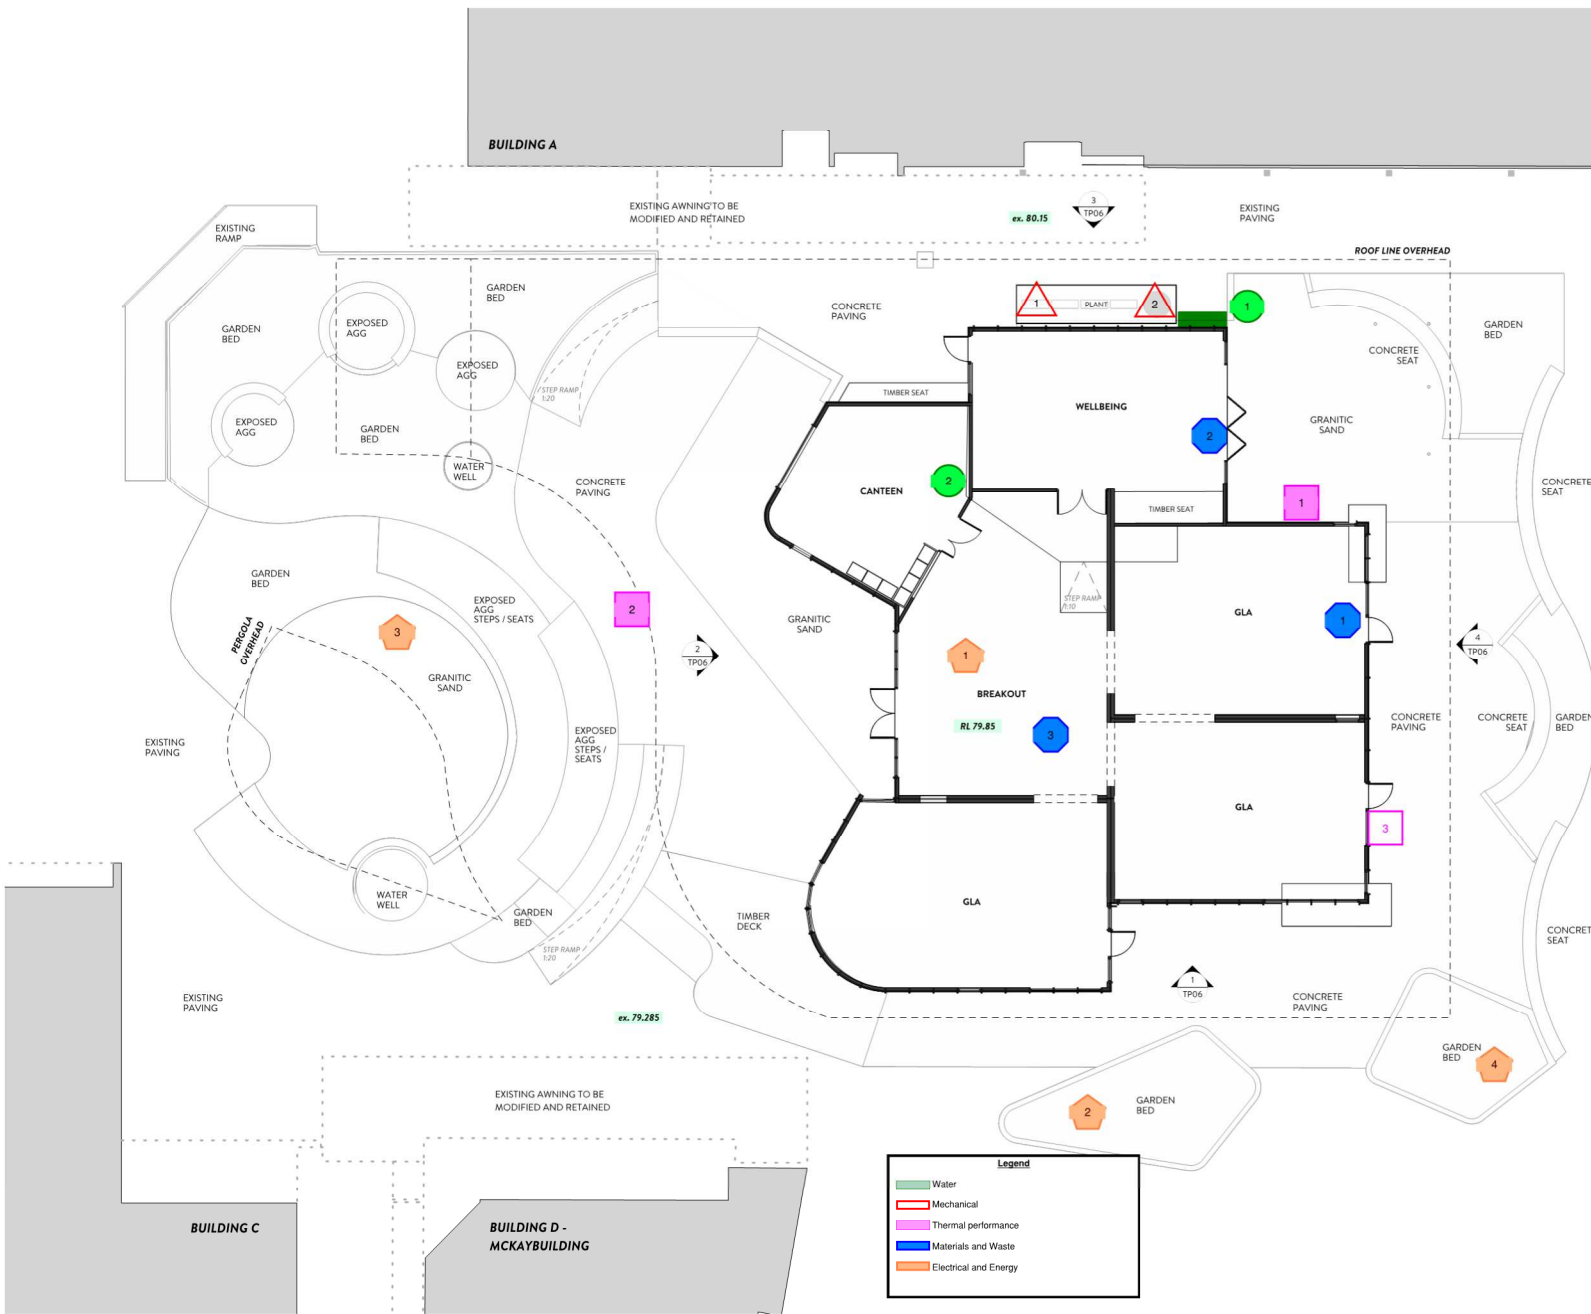 BUILDING A
EXISTING AWNING TO BE
MODIFIED AND RETAINED
ex. 80.15
3
TP06
EXISTING
PAVING
EXISTING
RAMP
ROOF LINE OVERHEAD
GARDEN
BED
CONCRETE
PAVING
1
PLANT
2
1
EXPOSED
AGG
GARDEN
BED
GARDEN
BED
CONCRETE
SEAT
EXPOSED
AGG
STEP RAMP
1:20
TIMBER SEAT
WELLBEING
EXPOSED
AGG
GARDEN
BED
GRANITIC
SAND
2
WATER
WELL
CONCRETE
PAVING
CANTEEN
2
CONCRETE
SEAT
1
TIMBER SEAT
GARDEN
BED
EXPOSED
AGG
STEPS / SEATS
2
STEP RAMP
1:10
GLA
1
PERGOLA
OVERHEAD
3
GRANITIC
SAND
2
TP06
1
4
TP06
GRANITIC
SAND
BREAKOUT
RL 79.85
3
EXISTING
PAVING
EXPOSED
AGG
STEPS /
SEATS
CONCRETE
PAVING
CONCRETE
SEAT
GARDEN
BED
GLA
3
WATER
WELL
GARDEN
BED
TIMBER
DECK
GLA
STEP RAMP
1:20
CONCRET
SEAT
EXISTING
PAVING
ex. 79.285
1
TP06
CONCRETE
PAVING
GARDEN
BED
4
EXISTING AWNING TO BE
MODIFIED AND RETAINED
2
GARDEN
BED
Legend
Water
Mechanical
Thermal performance
Materials and Waste
Electrical and Energy
BUILDING C
BUILDING D -
MCKAYBUILDING